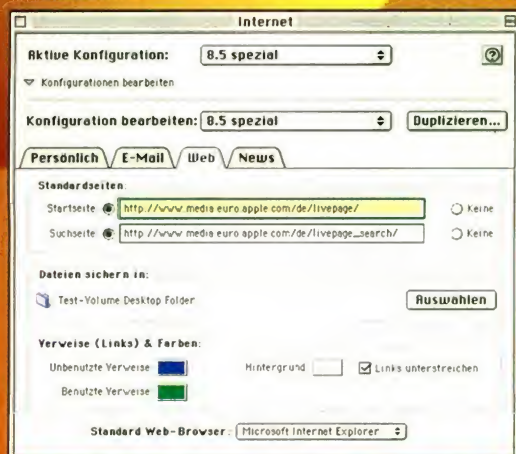 Internet
Aktive Konfiguration: 8.5 spezial
Konfigurationen bearbeiten
Konfiguration bearbeiten: 8.5 spezial Duplizieren...
Persönlich E-Mail Web News
Standardseiten:
Startseite http://www.media.euro.apple.com/de/livepage/ Keine
Suchseite http://www.media.euro.apple.com/de/livepage_search/ Keine
Dateien sichern in:
Test-Volume Desktop Folder Auswählen
Verweise (Links) & Farben:
Unbenutzte Verweise Hintergrund Links unterstreichen
Benutzte Verweise
Standard Web-Browser: Microsoft Internet Explorer